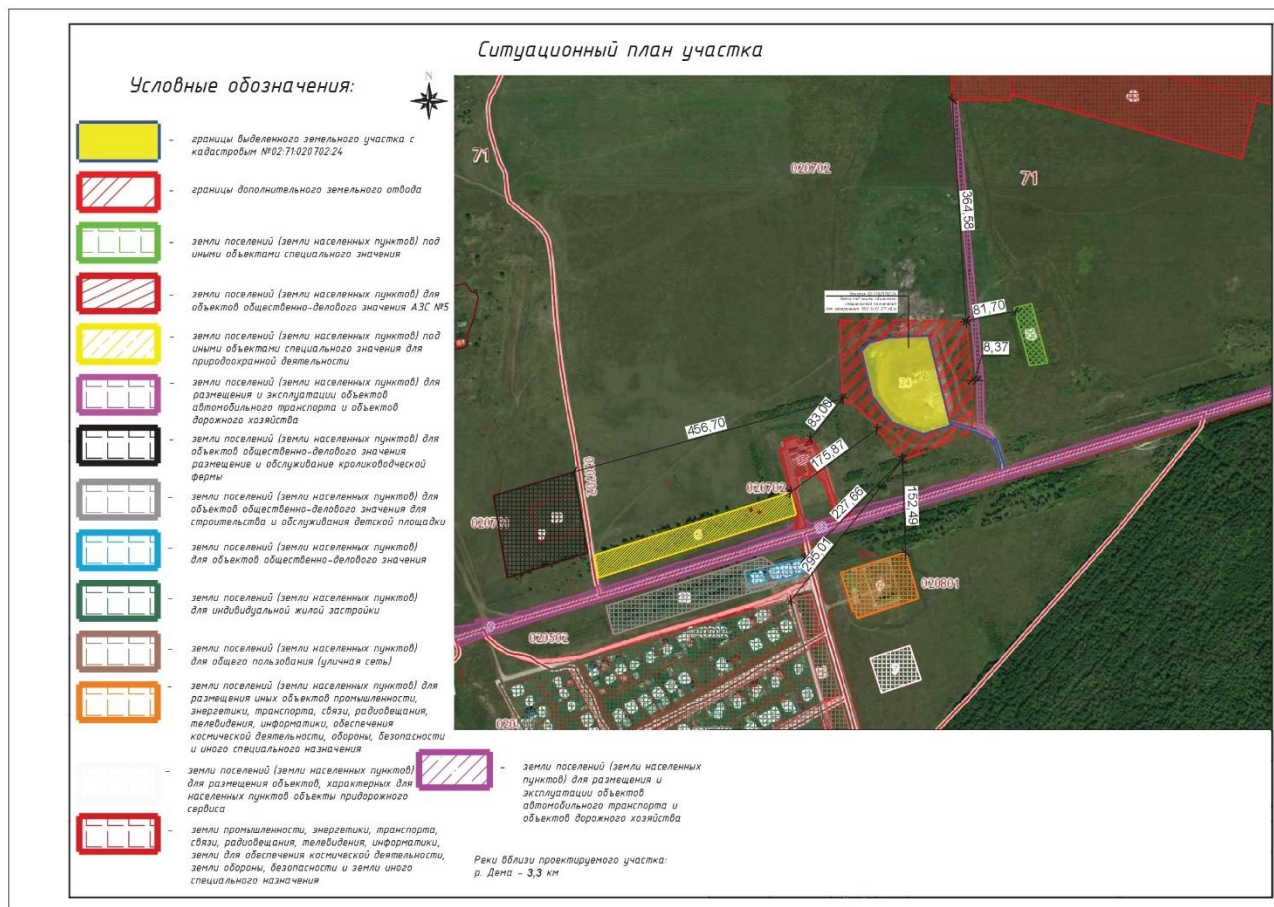 Ситуационный план участка
Условные обозначения:
N
- границы выделенного земельного участка с
кадастровым №02:71:020702:24
- границы дополнительного земельного отвода
- земли поселений (земли населенных пунктов) под
иными объектами специального значения
- земли поселений (земли населенных пунктов) для
объектов общественно-делового значения АЗС №5
- земли поселений (земли населенных пунктов) под
иными объектами специального значения для
природоохранной деятельности
- земли поселений (земли населенных пунктов) для
размещения и эксплуатации объектов
автомобильного транспорта и объектов
дорожного хозяйства
- земли поселений (земли населенных пунктов) для
объектов общественно-делового значения
размещение и обслуживание кролиководческой
фермы
- земли поселений (земли населенных пунктов) для
объектов общественно-делового значения для
строительства и обслуживания детской площадки
- земли поселений (земли населенных пунктов)
для объектов общественно-делового значения
- земли поселений (земли населенных пунктов)
для индивидуальной жилой застройки
- земли поселений (земли населенных пунктов)
для общего пользования (уличная сеть)
- земли поселений (земли населенных пунктов) для
размещения иных объектов промышленности,
энергетики, транспорта, связи, радиовещания,
телевидения, информатики, обеспечения
космической деятельности, обороны, безопасности
и иного специального назначения
- земли поселений (земли населенных пунктов)
для размещения объектов, характерных для
населенных пунктов объекты придорожного
сервиса
- земли промышленности, энергетики, транспорта,
связи, радиовещания, телевидения, информатики,
земли для обеспечения космической деятельности,
земли обороны, безопасности и земли иного
специального назначения
- земли поселений (земли населенных
пунктов) для размещения и
эксплуатации объектов
автомобильного транспорта и
объектов дорожного хозяйства
Реки вблизи проектируемого участка:
р. Дема - 3,3 км
71
020702
71
364,58
81,70
8,37
456,70
83,05
175,87
020702
020702
227,66
152,49
295,01
020801
020502